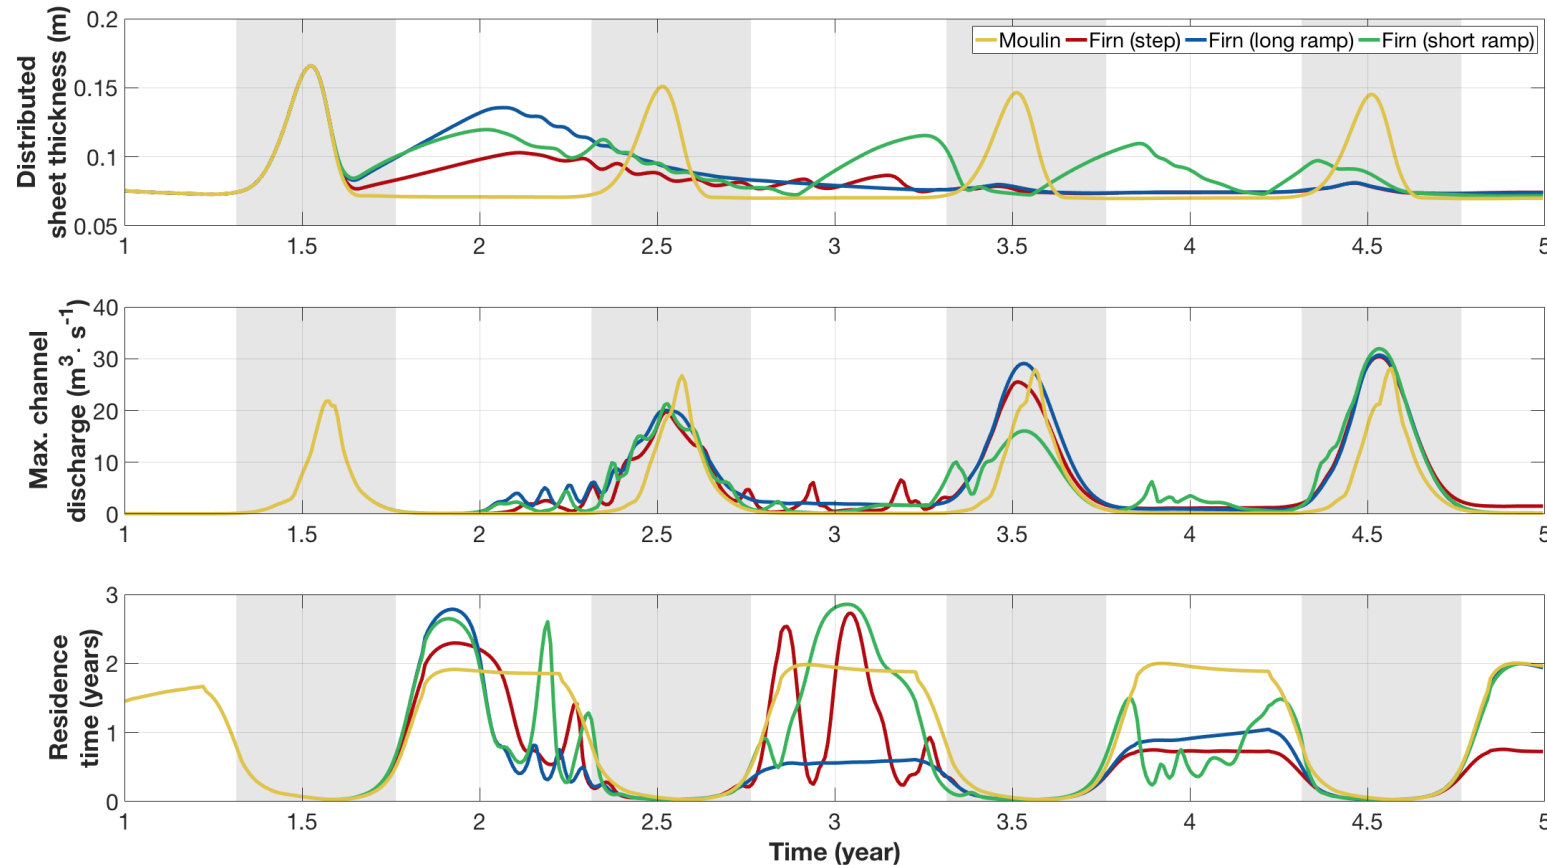 Distributed
sheet thickness (m)
0.2
0.15
0.1
0.05
Moulin Firn (step) Firn (long ramp) Firn (short ramp)
1 1.5 2 2.5 3 3.5 4 4.5 5
Max. channel
discharge (m³ · s⁻¹)
40
30
20
10
0
1 1.5 2 2.5 3 3.5 4 4.5 5
Residence
time (years)
3
2
1
0
1 1.5 2 2.5 3 3.5 4 4.5 5
Time (year)